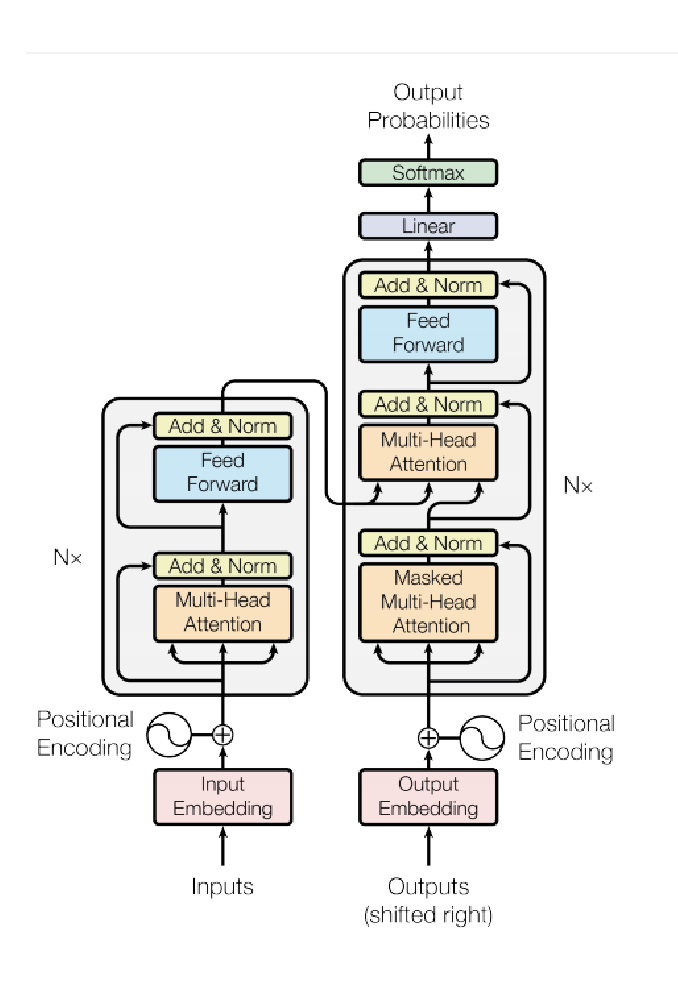 Output
Probabilities
Softmax
Linear
Add & Norm
Feed
Forward
Add & Norm
Multi-Head
Attention
Add & Norm
Masked
Multi-Head
Attention
Nx
Add & Norm
Feed
Forward
Add & Norm
Multi-Head
Attention
Nx
Positional
Encoding
Positional
Encoding
Input
Embedding
Output
Embedding
Inputs
Outputs
(shifted right)